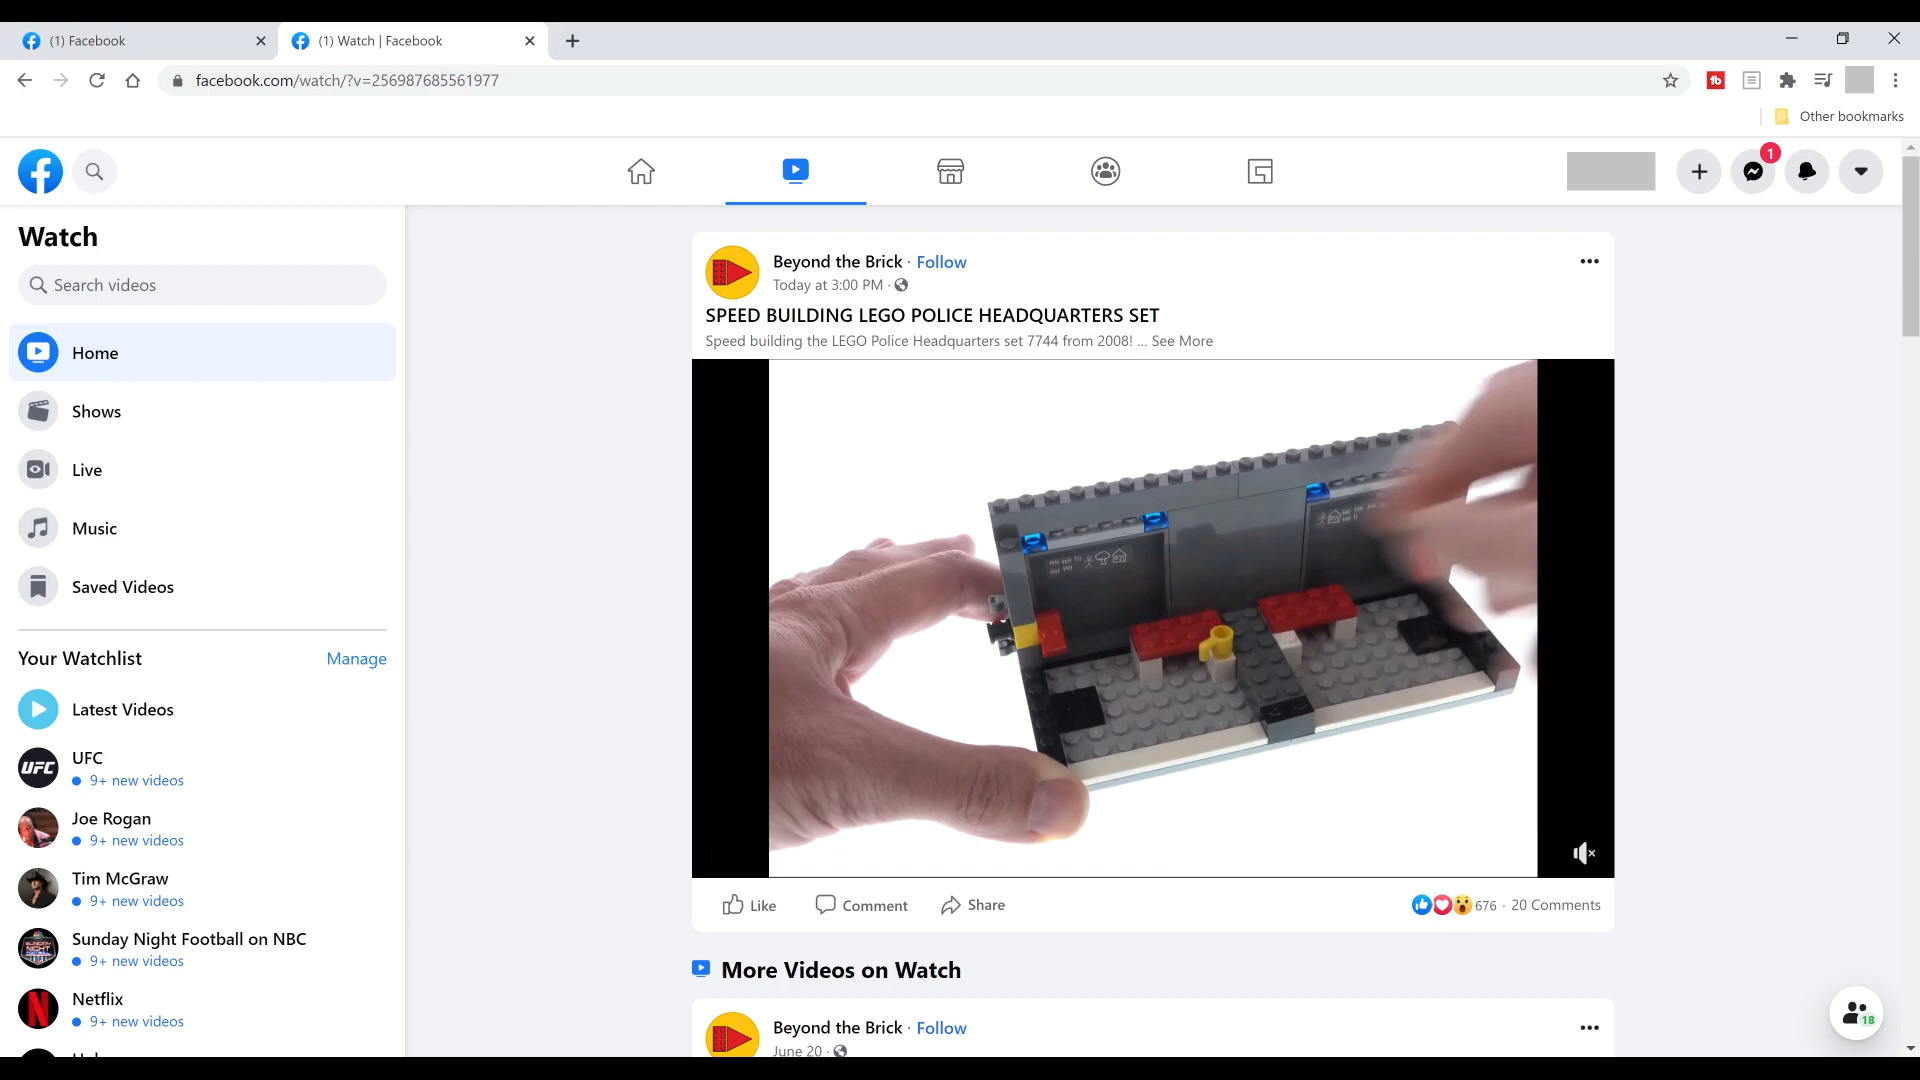 (1) Facebook
(1) Watch | Facebook
facebook.com/watch/?v=256987685561977
Other bookmarks
1
Watch
Search videos
Home
Shows
Live
Music
Saved Videos
Your Watchlist
Manage
Latest Videos
UFC
9+ new videos
Joe Rogan
9+ new videos
Tim McGraw
9+ new videos
Sunday Night Football on NBC
9+ new videos
Netflix
9+ new videos
Beyond the Brick · Follow
Today at 3:00 PM ·
SPEED BUILDING LEGO POLICE HEADQUARTERS SET
Speed building the LEGO Police Headquarters set 7744 from 2008! ... See More
Like
Comment
Share
676 · 20 Comments
More Videos on Watch
Beyond the Brick · Follow
June 20 ·
18